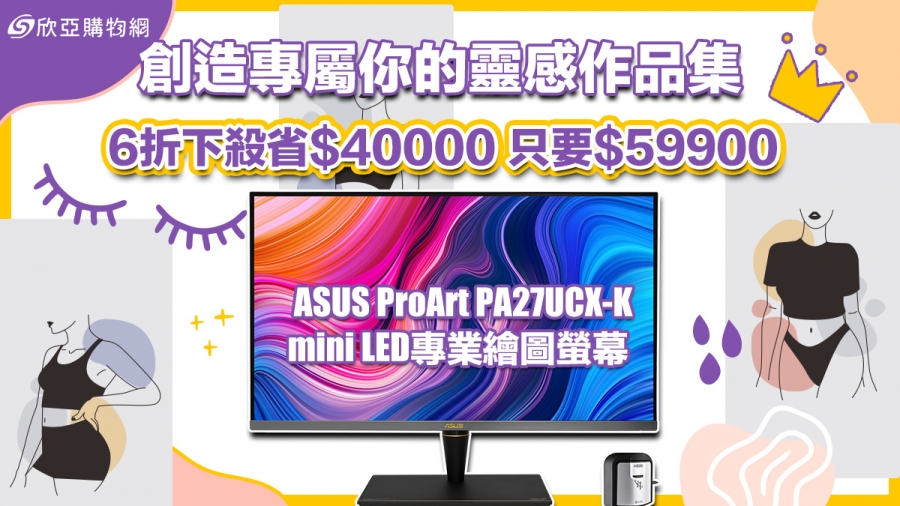 欣亞購物網
創造專屬你的靈感作品集
6折下殺省$40000 只要$59900
ASUS ProArt PA27UCX-K
mini LED專業繪圖螢幕
ASUS